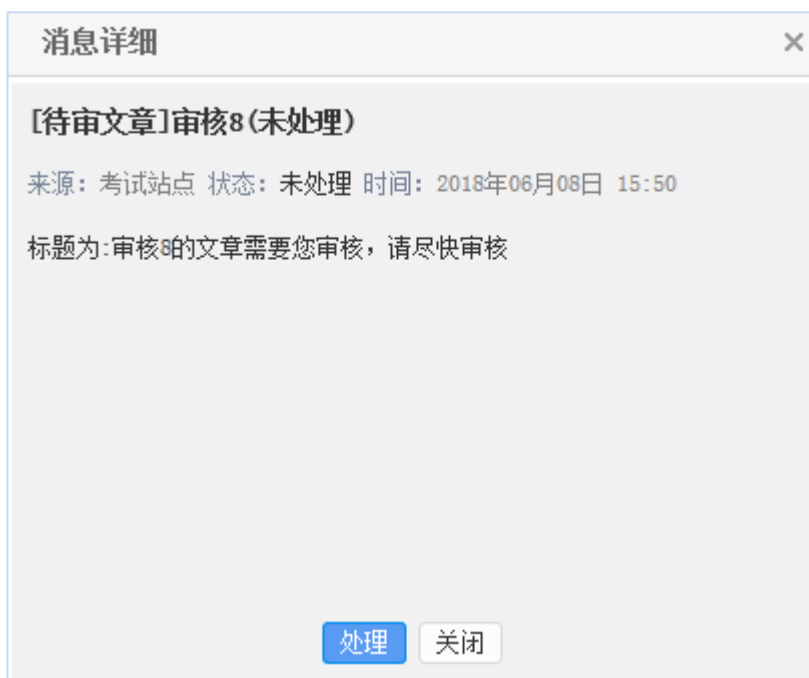 消息详细
[待审文章]审核8(未处理)
来源: 考试站点 状态: 未处理 时间: 2018年06月08日 15:50
标题为:审核8的文章需要您审核，请尽快审核
处理 关闭